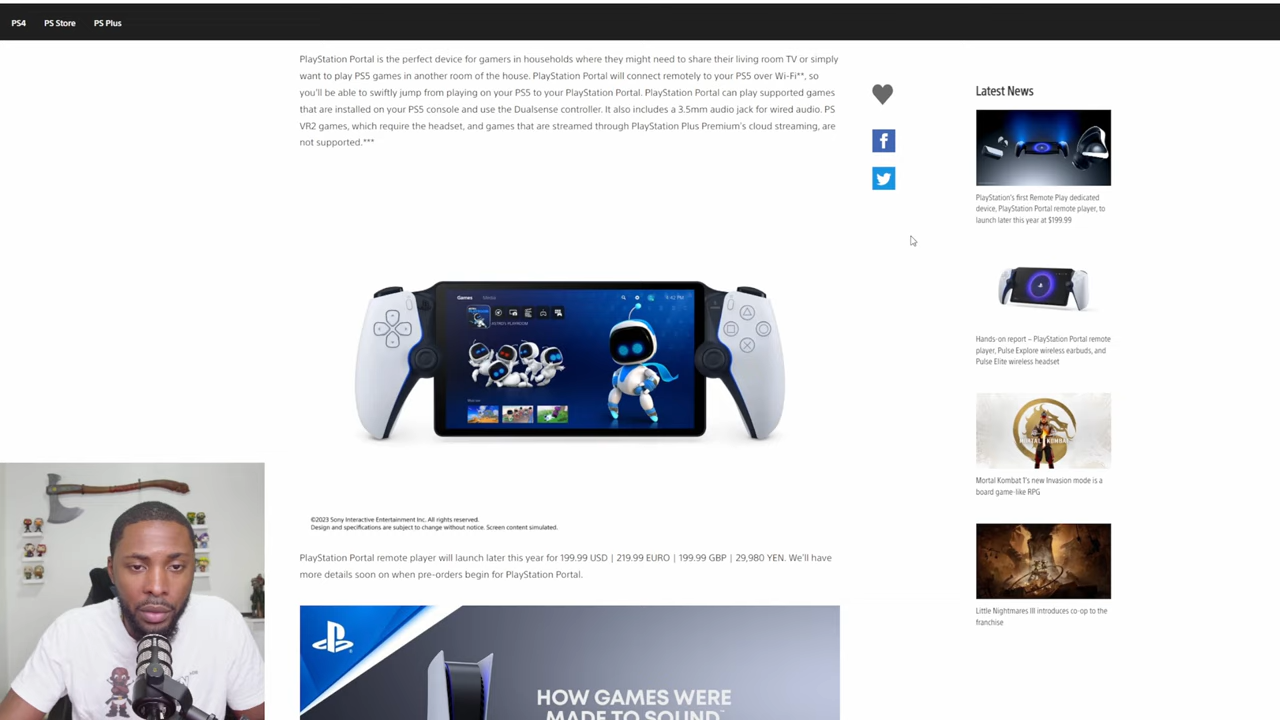 PS4 PS Store PS Plus
PlayStation Portal is the perfect device for gamers in households where they might need to share their living room TV or simply
want to play PS5 games in another room of the house. PlayStation Portal will connect remotely to your PS5 over Wi-Fi**, so
you'll be able to swiftly jump from playing on your PS5 to your PlayStation Portal. PlayStation Portal can play supported games
that are installed on your PS5 console and use the Dualsense controller. It also includes a 3.5mm audio jack for wired audio. PS
VR2 games, which require the headset, and games that are streamed through PlayStation Plus Premium's cloud streaming, are
not supported.***
Latest News
PlayStation's first Remote Play dedicated
device, PlayStation Portal remote player, to
launch later this year at $199.99
Hands-on report – PlayStation Portal remote
player, Pulse Explore wireless earbuds, and
Pulse Elite wireless headset
MORTAL KOMBAT
Mortal Kombat 1's new Invasion mode is a
board game-like RPG
Little Nightmares III introduces co-op to the
franchise
Games Media
ASTRO's PLAYROOM
©2023 Sony Interactive Entertainment Inc. All rights reserved.
Design and specifications are subject to change without notice. Screen content simulated.
PlayStation Portal remote player will launch later this year for 199.99 USD | 219.99 EURO | 199.99 GBP | 29,980 YEN. We'll have
more details soon on when pre-orders begin for PlayStation Portal.
HOW GAMES WERE
MADE TO SOUND™